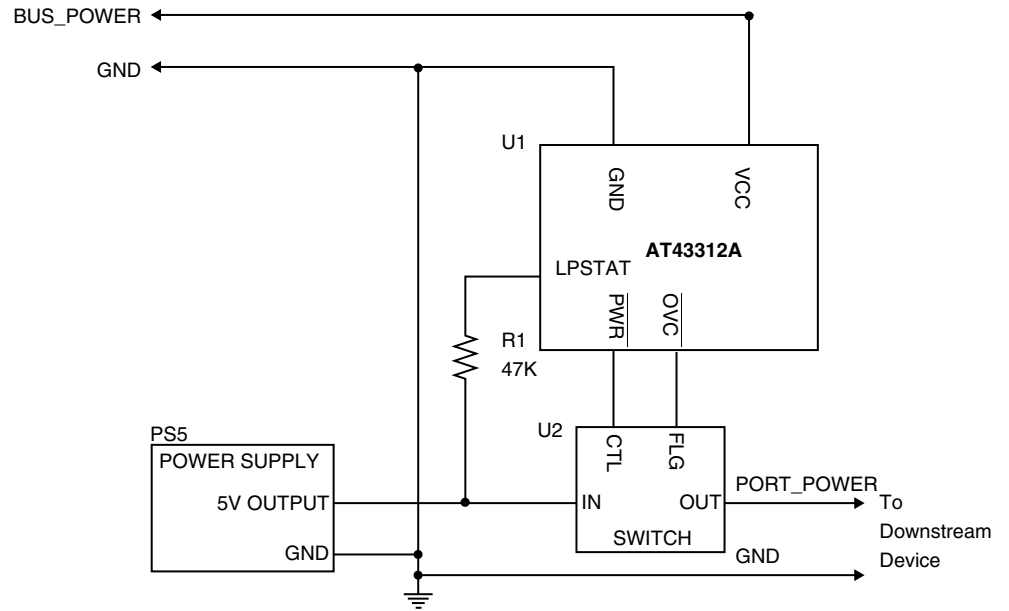 BUS_POWER
GND
U1
GND
VCC
AT43312A
LPSTAT
PWR
OVC
R1
47K
U2
CTL
FLG
PS5
POWER SUPPLY
5V OUTPUT
GND
IN
OUT
SWITCH
PORT_POWER
GND
To
Downstream
Device